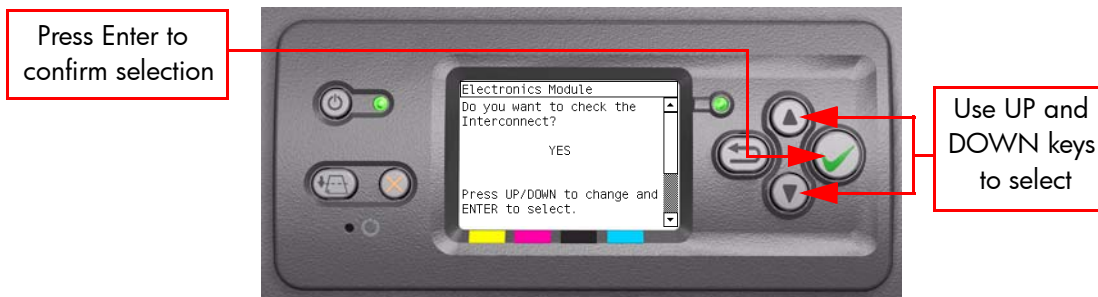 Press Enter to
confirm selection
Electronics Module
Do you want to check the
Interconnect?
YES
Press UP/DOWN to change and
ENTER to select.
Use UP and
DOWN keys
to select